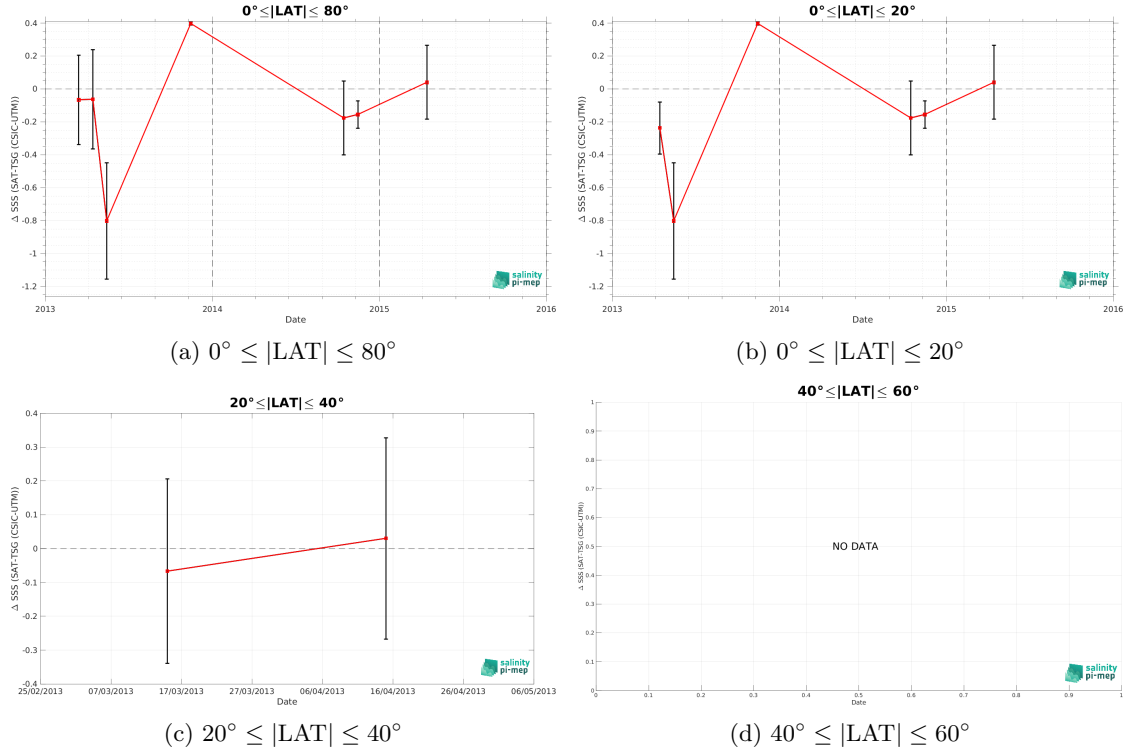 0°≤|LAT|≤ 80°
0.4
0.2
0
-0.2
-0.4
-0.6
-0.8
-1
-1.2
Δ SSS (SAT-TSG (CSIC-UTM))
2013
2014
2015
2016
Date
salinity
pi-mep
(a) 0° ≤ |LAT| ≤ 80°
0°≤|LAT|≤ 20°
0.4
0.2
0
-0.2
-0.4
-0.6
-0.8
-1
-1.2
Δ SSS (SAT-TSG (CSIC-UTM))
2013
2014
2015
2016
Date
salinity
pi-mep
(b) 0° ≤ |LAT| ≤ 20°
20°≤|LAT|≤ 40°
0.4
0.3
0.2
0.1
0
-0.1
-0.2
-0.3
-0.4
Δ SSS (SAT-TSG (CSIC-UTM))
25/02/2013
07/03/2013
17/03/2013
27/03/2013
06/04/2013
16/04/2013
26/04/2013
06/05/2013
Date
salinity
pi-mep
(c) 20° ≤ |LAT| ≤ 40°
40°≤|LAT|≤ 60°
1
0.9
0.8
0.7
0.6
0.5
0.4
0.3
0.2
0.1
0
Δ SSS (SAT-TSG (CSIC-UTM))
NO DATA
0
0.1
0.2
0.3
0.4
0.5
0.6
0.7
0.8
0.9
1
Date
salinity
pi-mep
(d) 40° ≤ |LAT| ≤ 60°